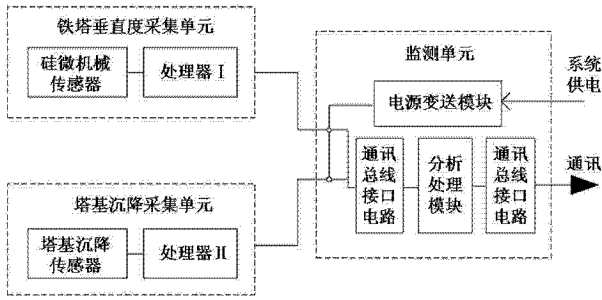 铁塔垂直度采集单元
硅微机械
传感器
处理器Ⅰ
塔基沉降采集单元
塔基沉降
传感器
处理器Ⅱ
监测单元
电源变送模块
通讯
总线
接口
电路
分析
处理
模块
通讯
总线
接口
电路
系统
供电
通讯